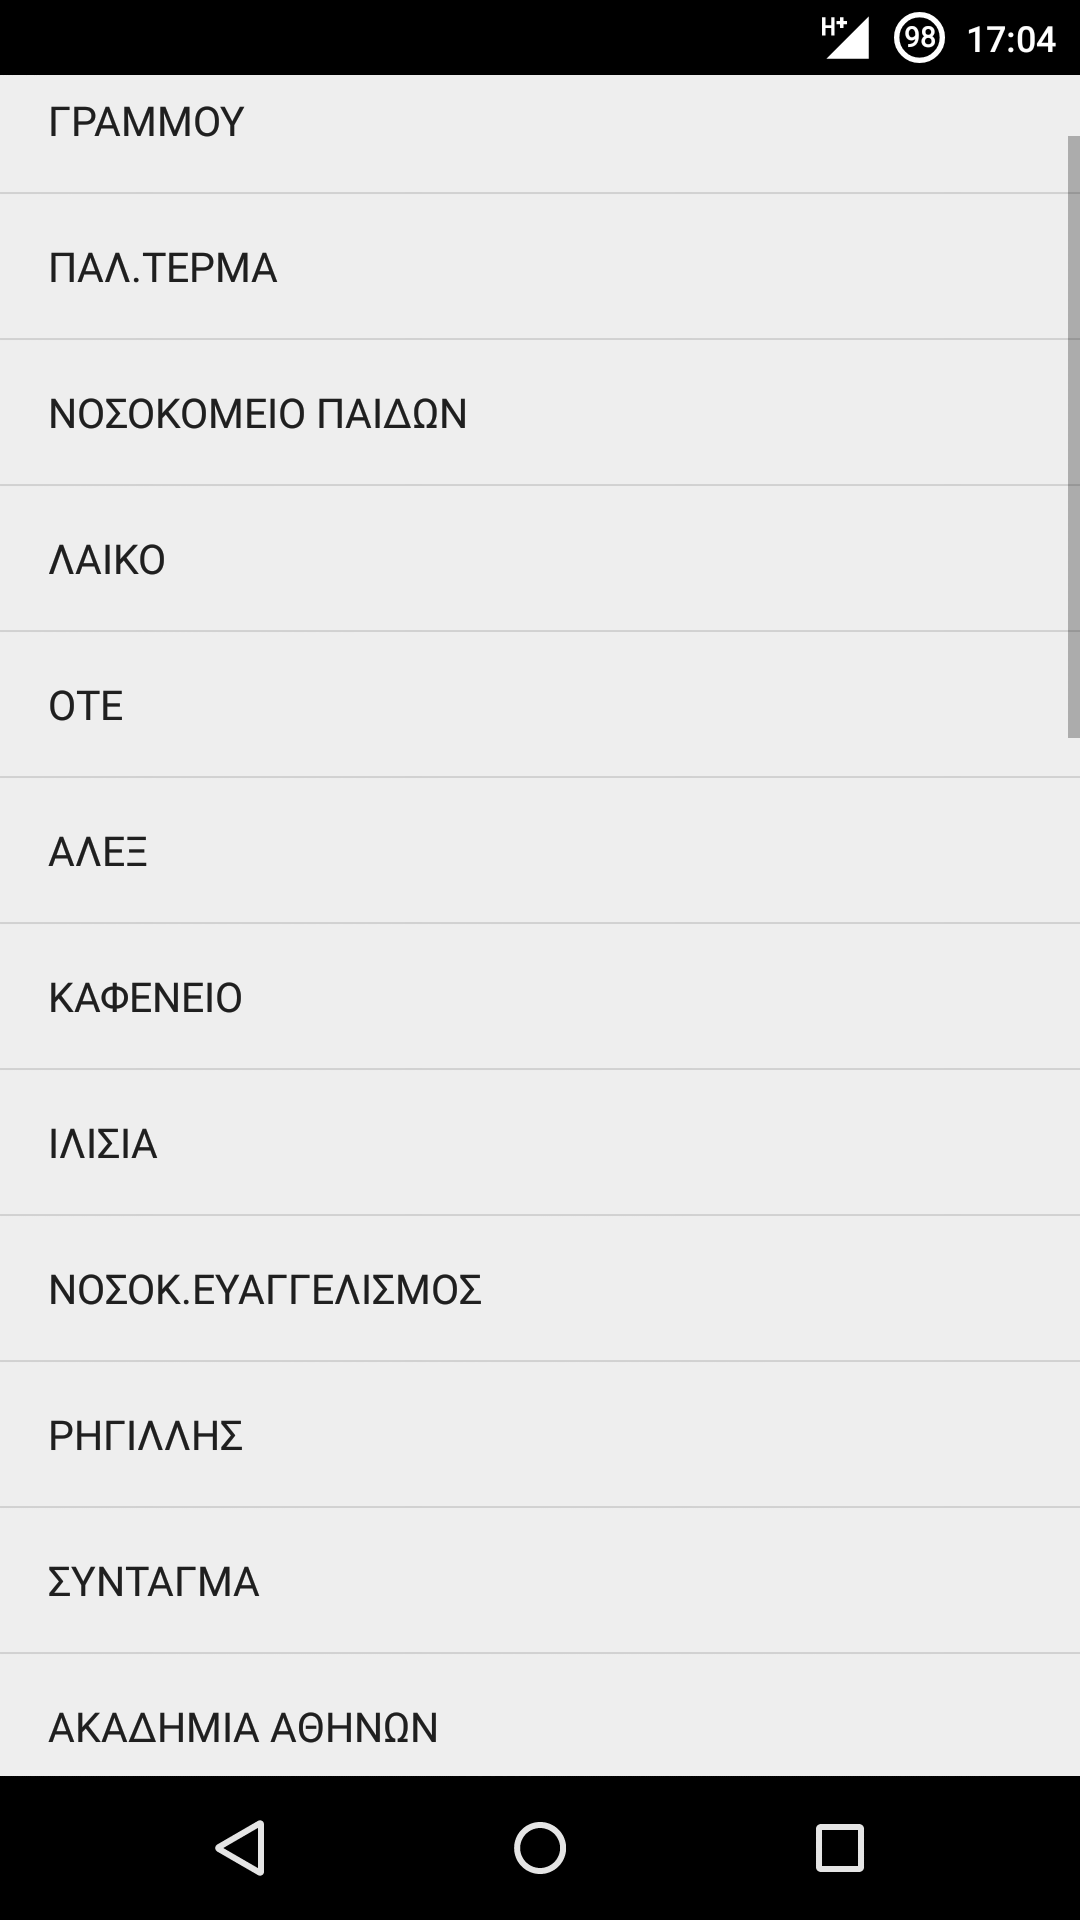 H+ 98 17:04
ΓΡΑΜΜΟΥ
ΠΑΛ.ΤΕΡΜΑ
ΝΟΣΟΚΟΜΕΙΟ ΠΑΙΔΩΝ
ΛΑΙΚΟ
ΟΤΕ
ΑΛΕΞ
ΚΑΦΕΝΕΙΟ
ΙΛΙΣΙΑ
ΝΟΣΟΚ.ΕΥΑΓΓΕΛΙΣΜΟΣ
ΡΗΓΙΛΛΗΣ
ΣΥΝΤΑΓΜΑ
ΑΚΑΔΗΜΙΑ ΑΘΗΝΩΝ